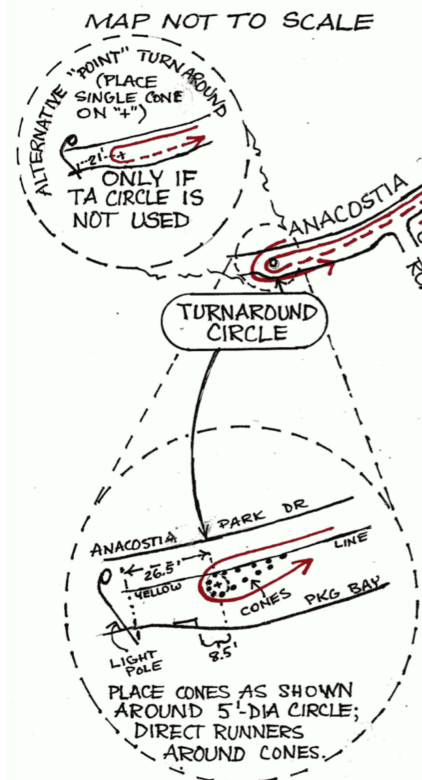 MAP NOT TO SCALE
ALTERNATIVE "POINT" TURNAROUND
(PLACE
SINGLE CONE
ON "+")
21'
+
ONLY IF
TA CIRCLE IS
NOT USED
ANACOSTIA
TURNAROUND
CIRCLE
ANACOSTIA PARK DR
26.5'
YELLOW LINE
+
CONES
PKG BAY
8.5'
LIGHT
POLE
PLACE CONES AS SHOWN
AROUND 5'-DIA CIRCLE;
DIRECT RUNNERS
AROUND CONES.